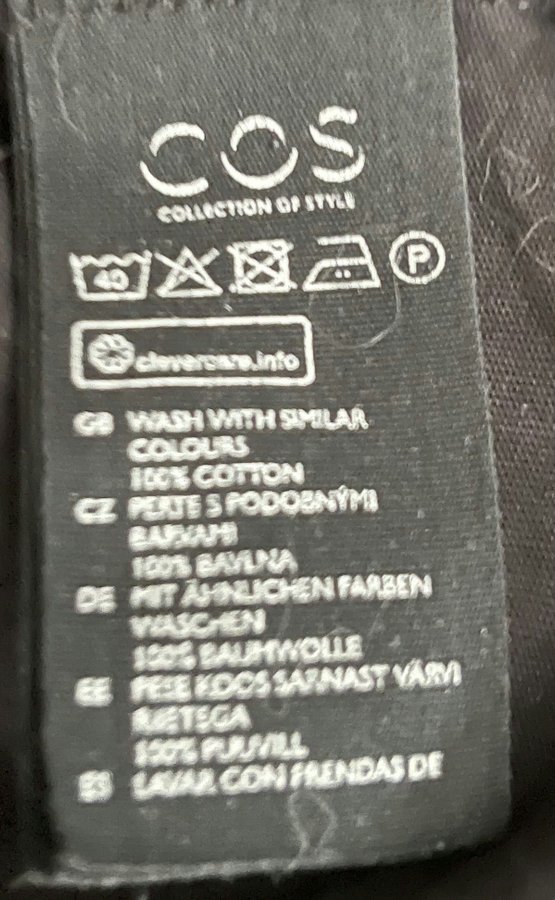 COS
COLLECTION OF STYLE
40 P
clevercare.info
GB WASH WITH SIMILAR
COLOURS
100% COTTON
CZ PERTE S PODOBNÝMI
BARVAMI
100% BAVLNA
DE MIT ÄHNLICHEN FARBEN
WASCHEN
100% BAUMWOLLE
EE PESE KOOS SARNAST VÄRVI
RIIETEGA
100% PUUVILL
ES LAVAR CON PRENDAS DE